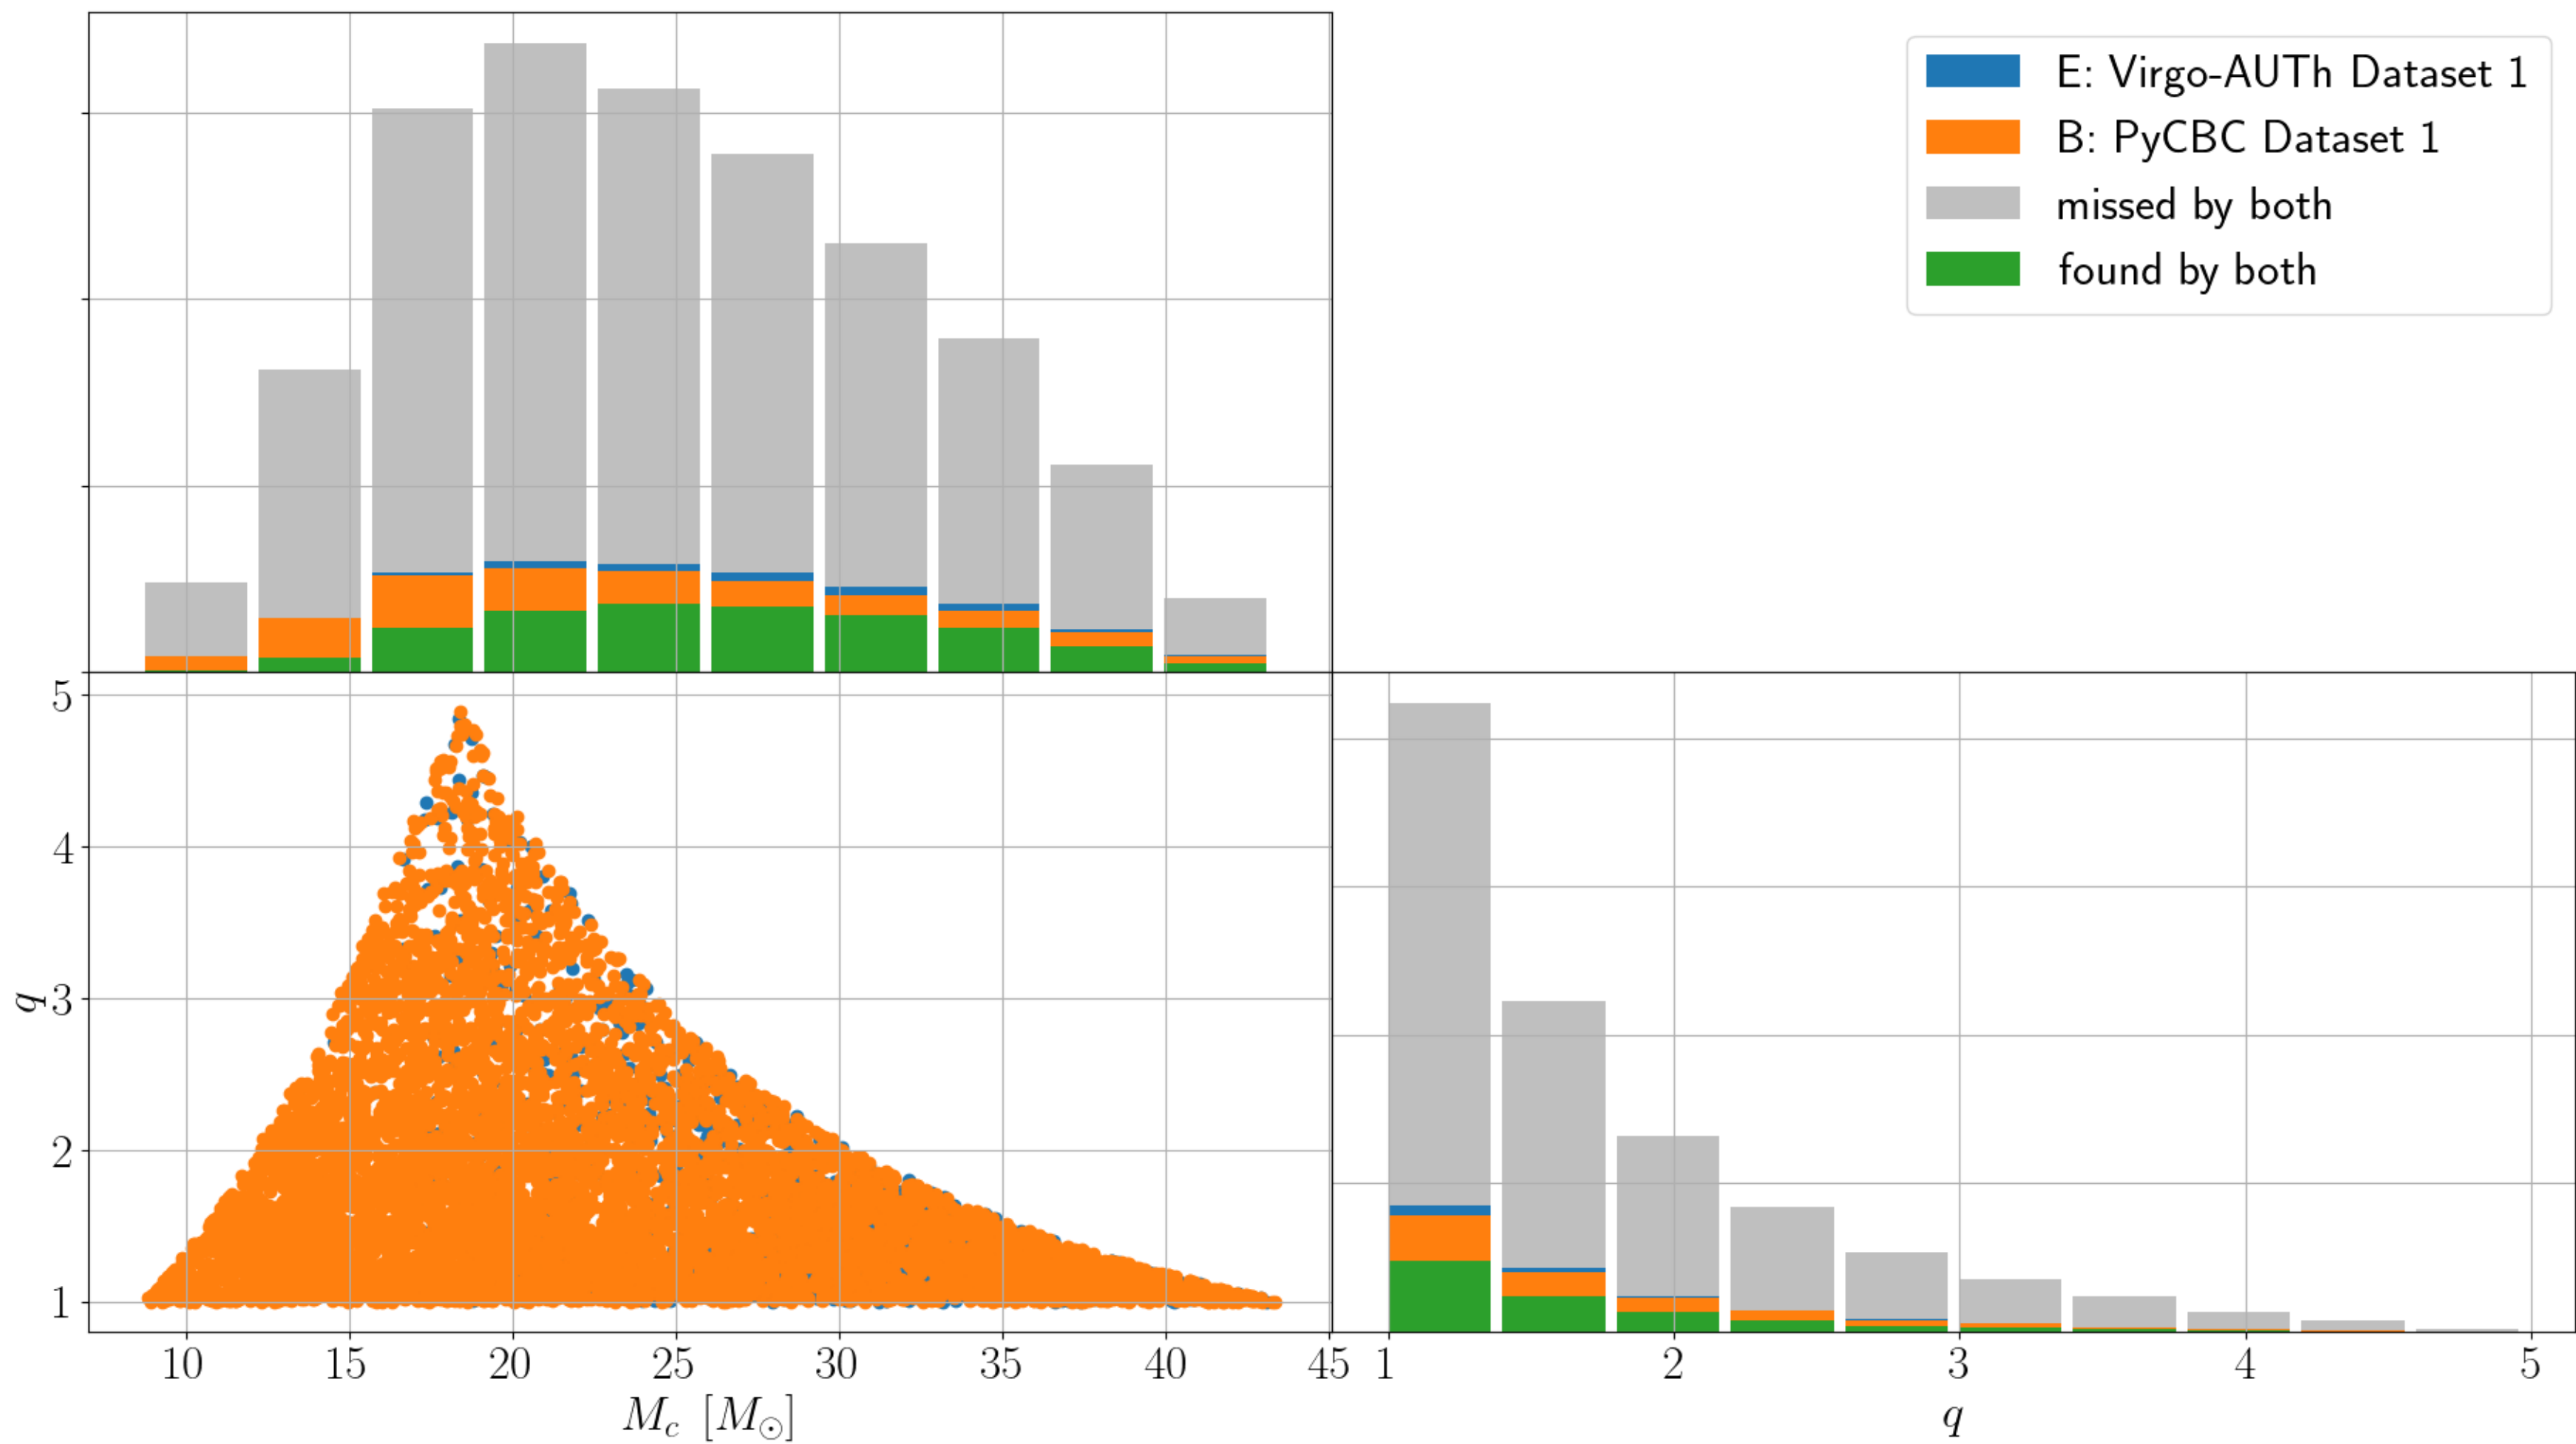 E: Virgo-AUTh Dataset 1
B: PyCBC Dataset 1
missed by both
found by both
5
4
q 3
2
1
10 15 20 25 30 35 40 45 1 2 3 4 5
M_c [M_⊙] q